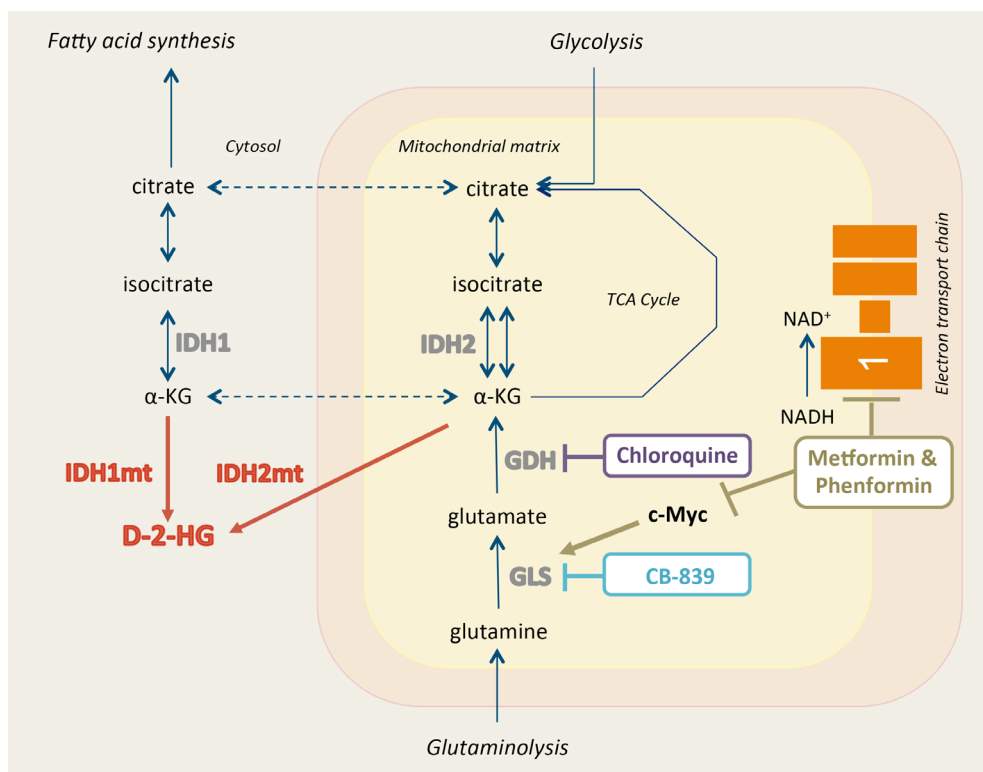 Fatty acid synthesis
Glycolysis
Cytosol
Mitochondrial matrix
citrate
citrate
isocitrate
isocitrate
TCA Cycle
Electron transport chain
NAD+
1
IDH1
IDH2
α-KG
α-KG
NADH
IDH1mt
IDH2mt
GDH
Chloroquine
Metformin &
Phenformin
D-2-HG
glutamate
c-Myc
GLS
CB-839
glutamine
Glutaminolysis